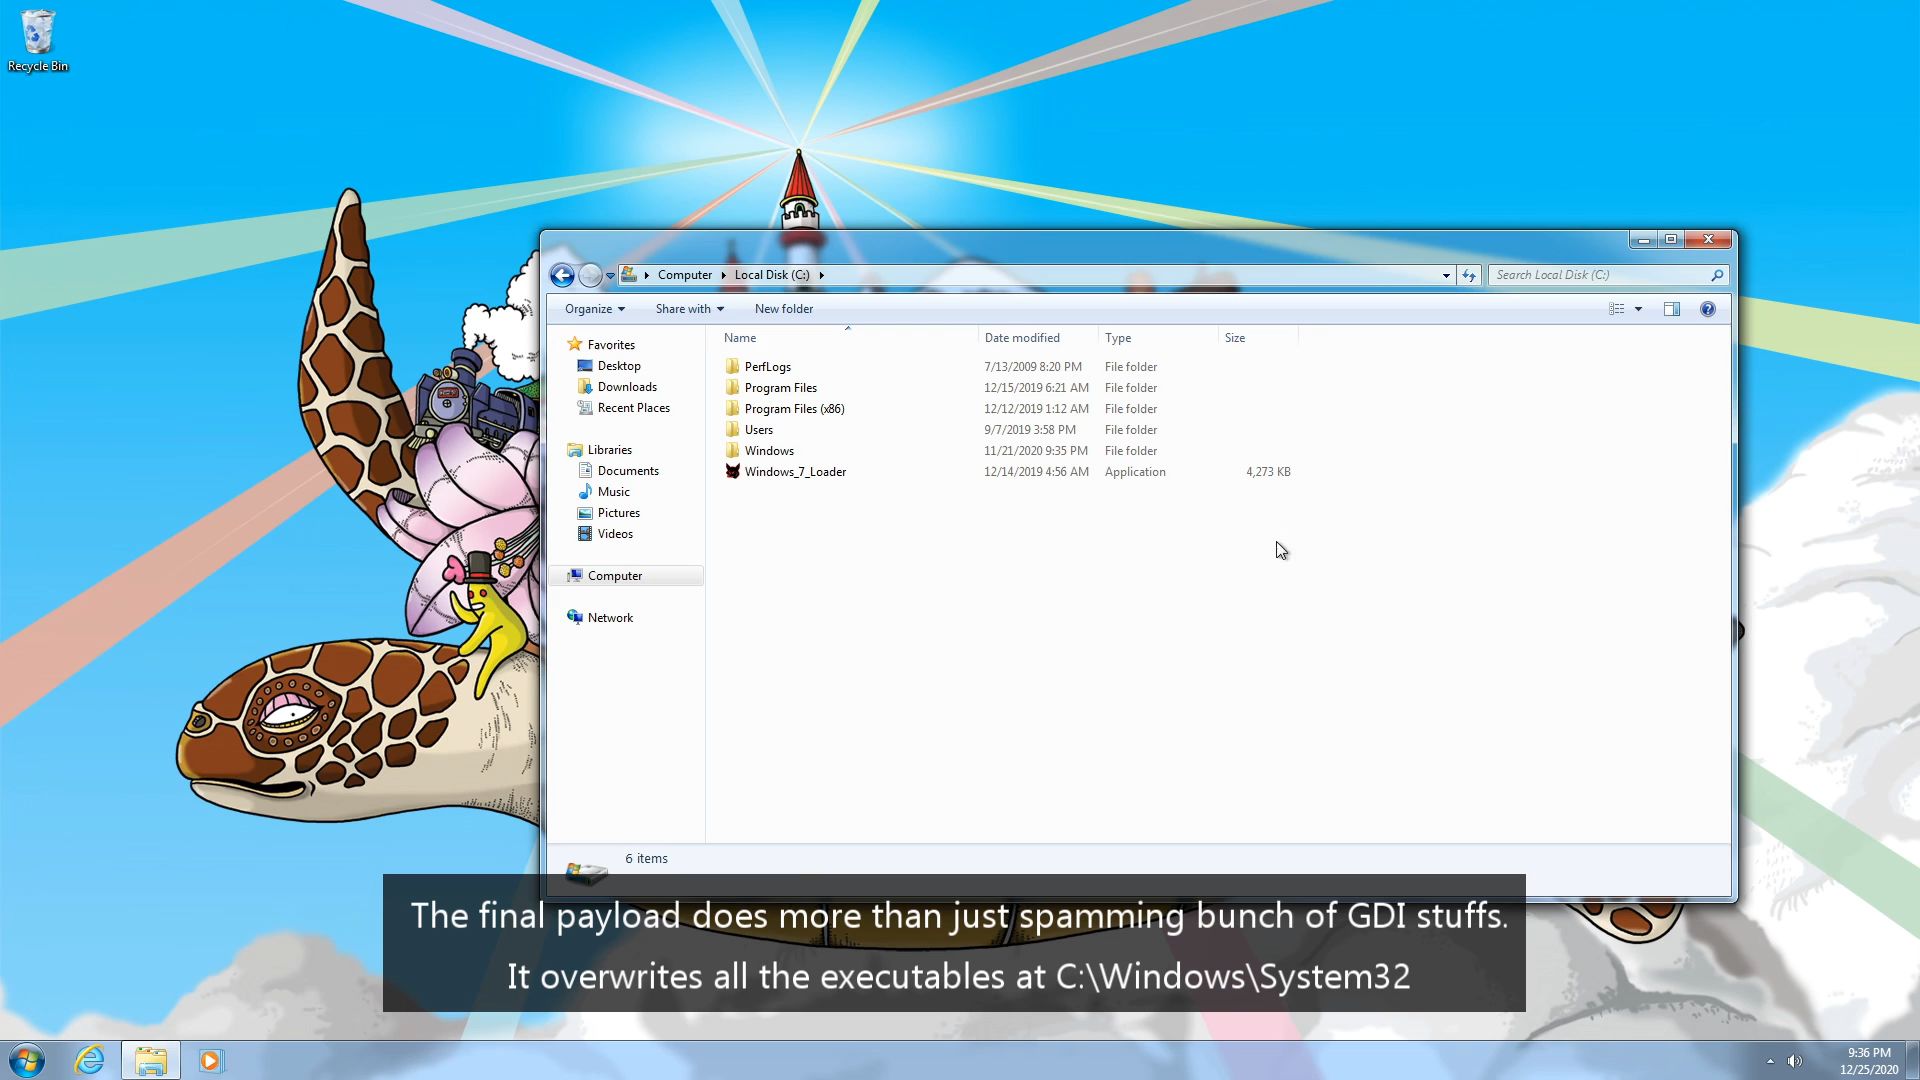 Recycle Bin
Computer Local Disk (C:)
Search Local Disk (C:)
Organize Share with New folder
Favorites
Desktop
Downloads
Recent Places
Libraries
Documents
Music
Pictures
Videos
Computer
Network
Name Date modified Type Size
PerfLogs 7/13/2009 8:20 PM File folder
Program Files 12/15/2019 6:21 AM File folder
Program Files (x86) 12/12/2019 1:12 AM File folder
Users 9/7/2019 3:58 PM File folder
Windows 11/21/2020 9:35 PM File folder
Windows_7_Loader 12/14/2019 4:56 AM Application 4,273 KB
6 items
The final payload does more than just spamming bunch of GDI stuffs.
It overwrites all the executables at C:\Windows\System32
9:36 PM
12/25/2020